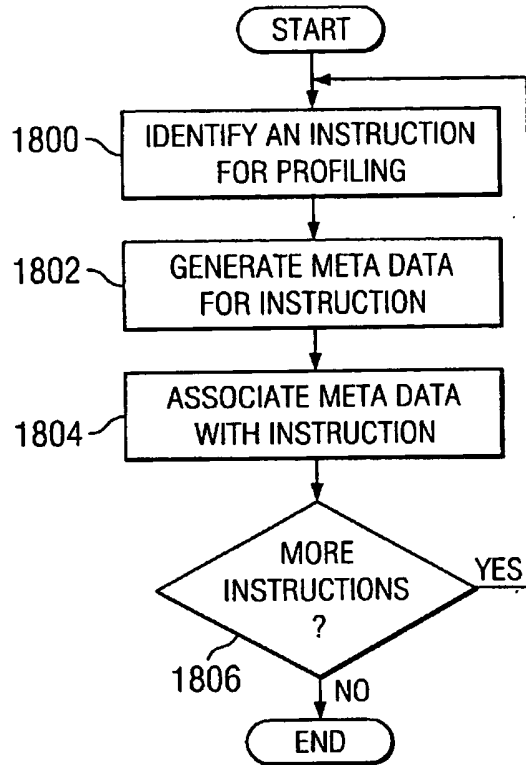 START
1800
IDENTIFY AN INSTRUCTION
FOR PROFILING
1802
GENERATE META DATA
FOR INSTRUCTION
1804
ASSOCIATE META DATA
WITH INSTRUCTION
MORE
INSTRUCTIONS
?
YES
1806
NO
END